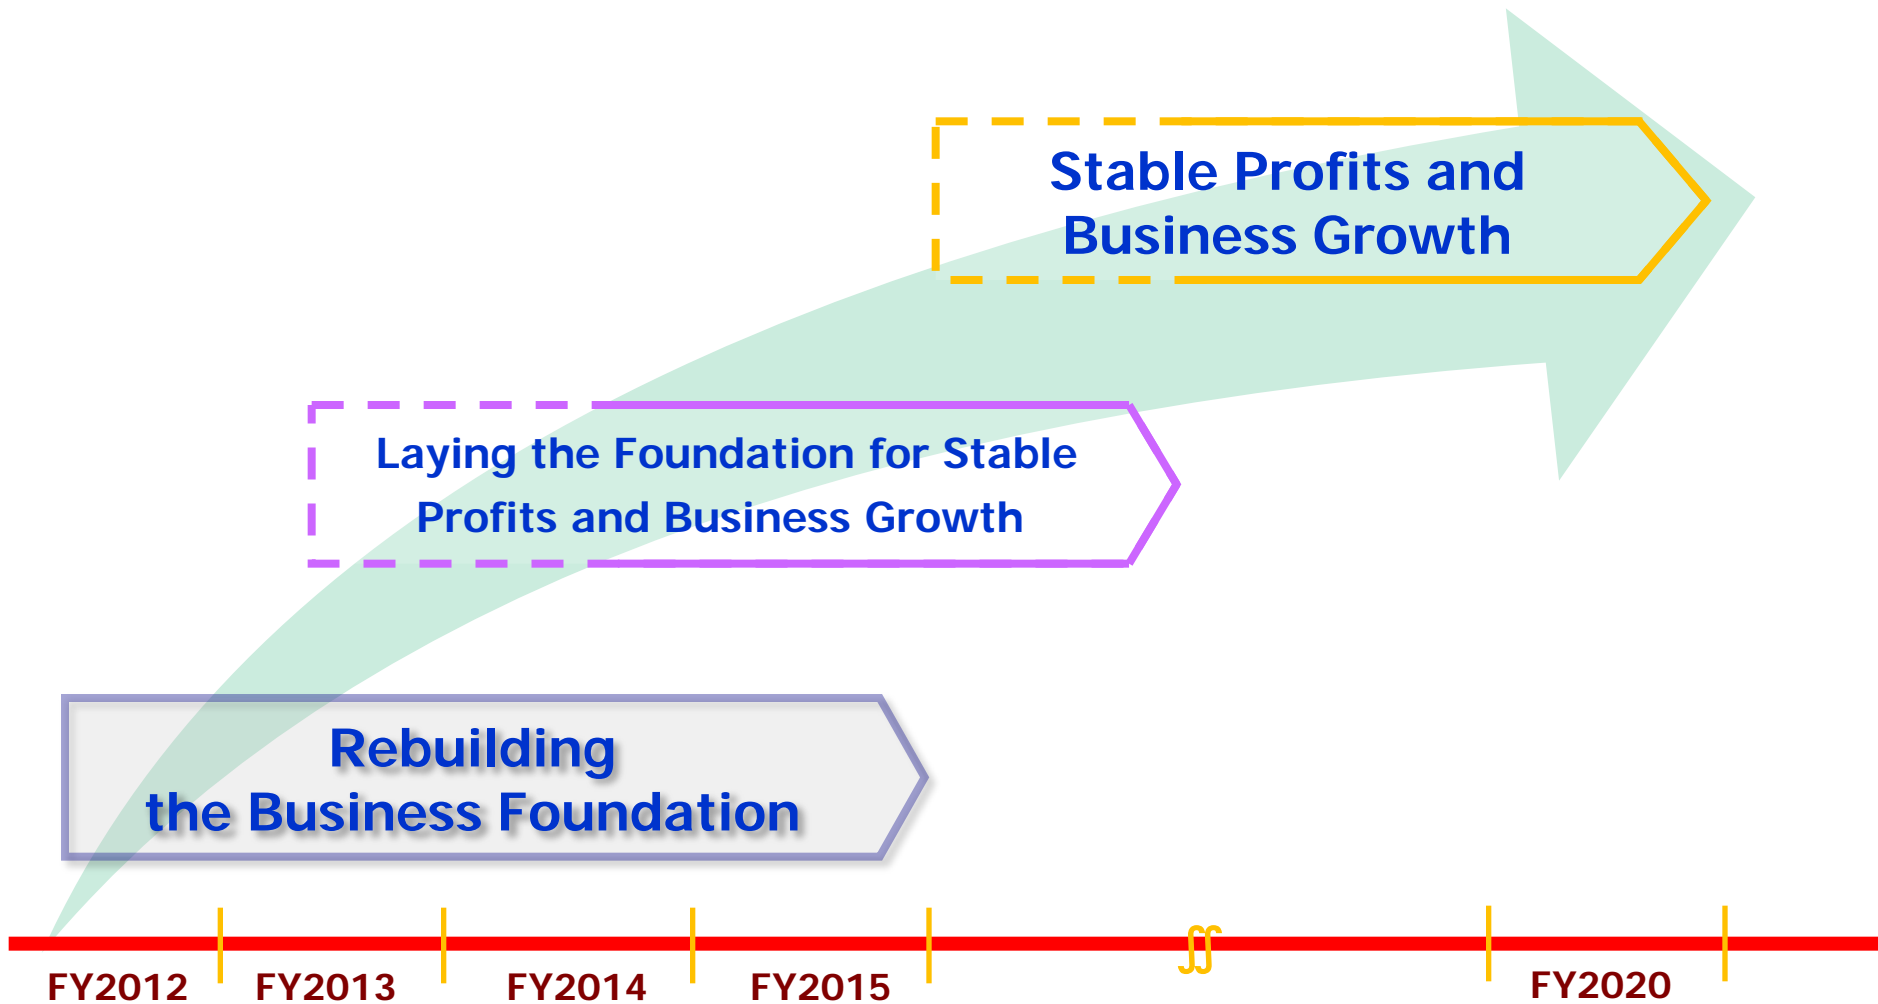 Stable Profits and
Business Growth
Laying the Foundation for Stable
Profits and Business Growth
Rebuilding
the Business Foundation
FY2012 FY2013 FY2014 FY2015 FY2020